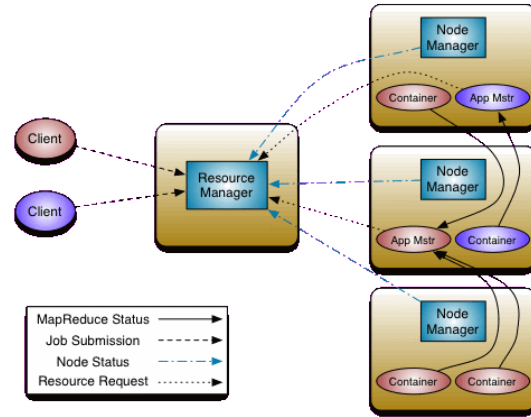 Node
Manager
Container
App Mstr
Client
Resource
Manager
Client
Node
Manager
App Mstr
Container
Node
Manager
Container
Container
MapReduce Status
Job Submission
Node Status
Resource Request